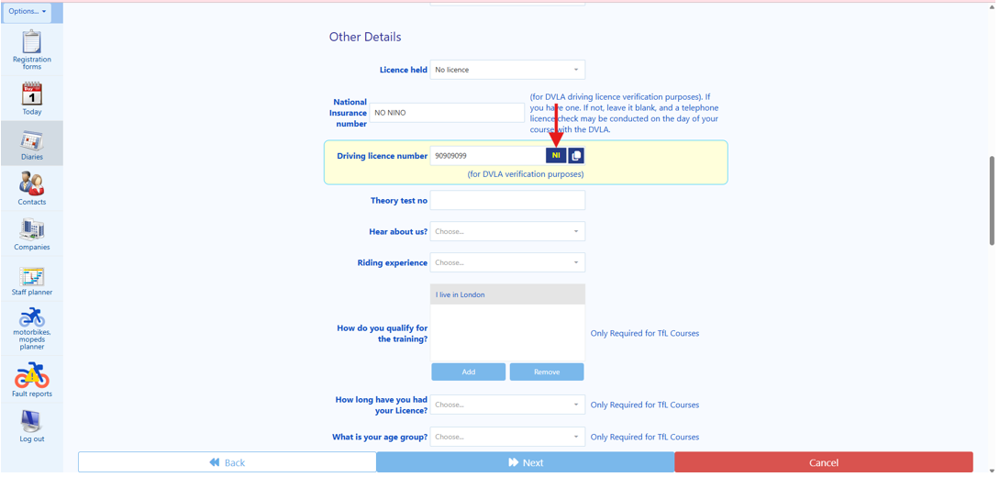 Options...
Registration
forms
Day
1
Today
Diaries
Contacts
Companies
Staff planner
motorbikes,
mopeds
planner
Fault reports
Log out
Other Details
Licence held
No licence
National
Insurance
number
NO NINO
(for DVLA driving licence verification purposes). If
you have one. If not, leave it blank, and a telephone
licence check may be conducted on the day of your
course with the DVLA.
Driving licence number
90909099
NI
(for DVLA verification purposes)
Theory test no
Hear about us?
Choose...
Riding experience
Choose...
I live in London
How do you qualify for
the training?
Only Required for TfL Courses
Add
Remove
How long have you had
your Licence?
Choose...
Only Required for TfL Courses
What is your age group?
Choose...
Only Required for TfL Courses
Back
Next
Cancel